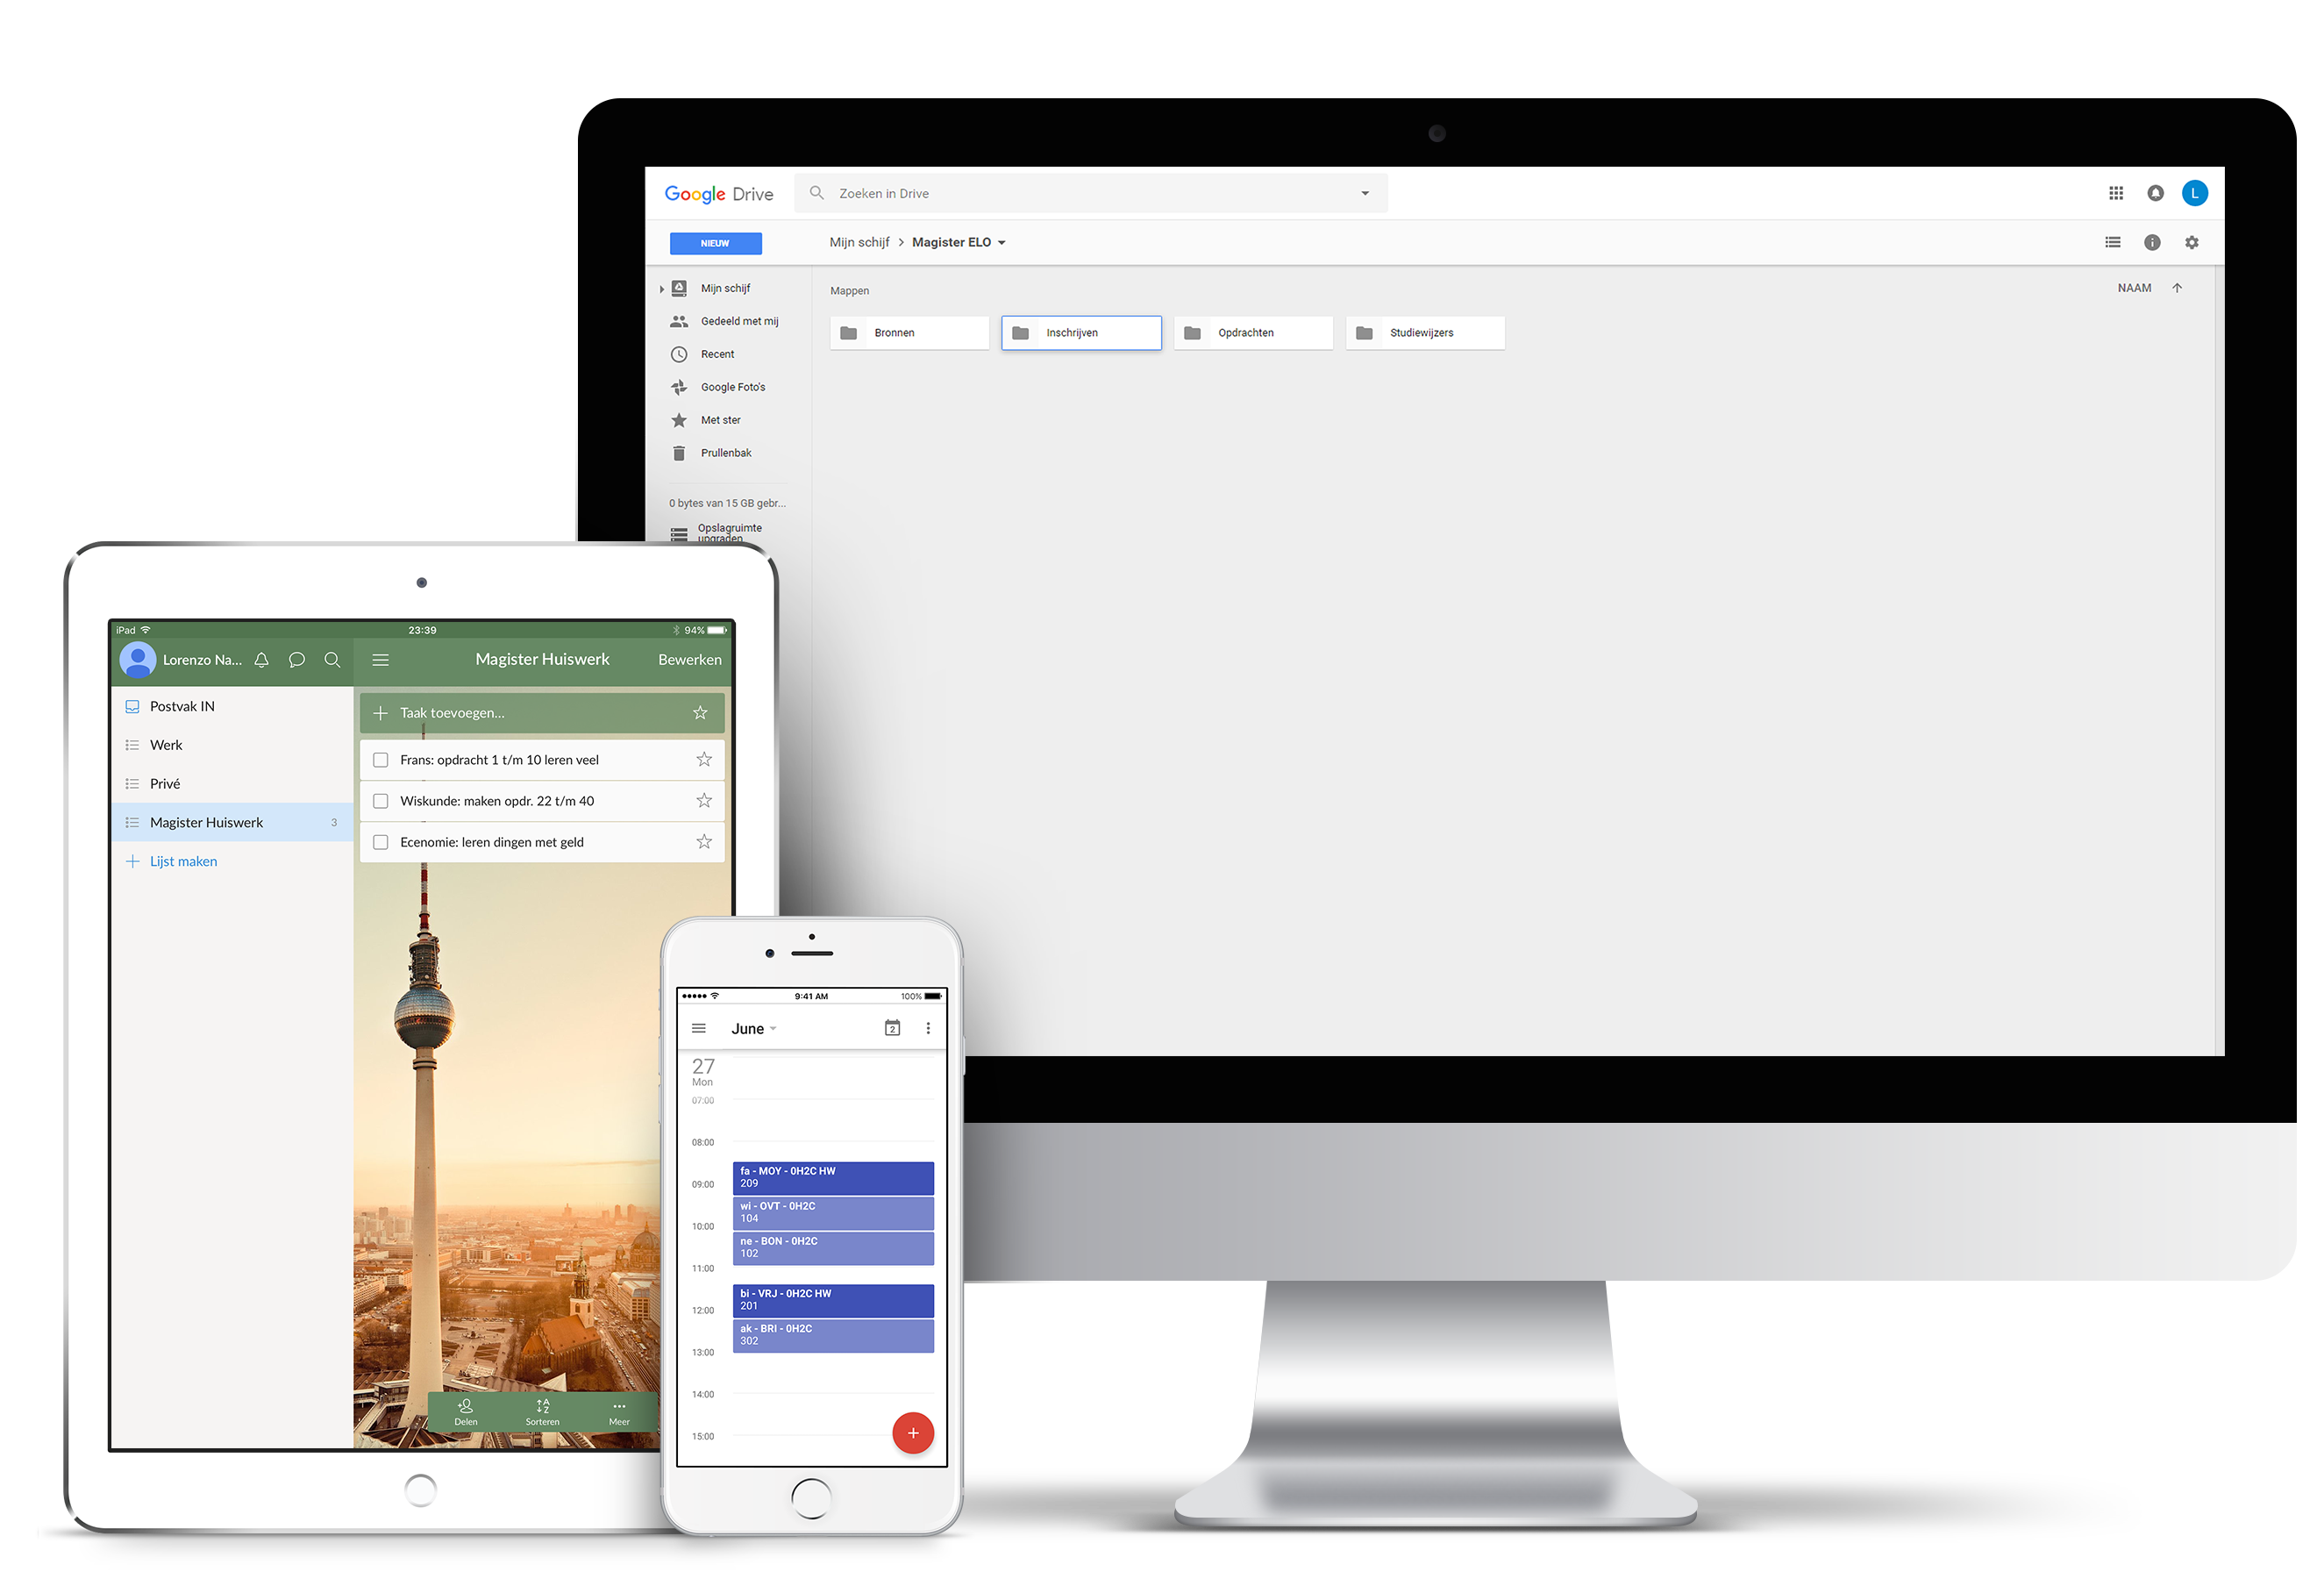 Google Drive
Zoeken in Drive
L
NIEUW
Mijn schijf > Magister ELO
Mijn schijf
Gedeeld met mij
Recent
Google Foto's
Met ster
Prullenbak
0 bytes van 15 GB gebr...
Opslagruimte
upgraden
Mappen
NAAM
Bronnen
Inschrijven
Opdrachten
Studiewijzers
iPad
23:39
94%
Lorenzo Na...
Magister Huiswerk
Bewerken
Postvak IN
Werk
Privé
Magister Huiswerk 3
Lijst maken
Taak toevoegen...
Frans: opdracht 1 t/m 10 leren veel
Wiskunde: maken opdr. 22 t/m 40
Ecenomie: leren dingen met geld
Delen
Sorteren
Meer
9:41 AM
100%
June
2
27
Mon
07:00
08:00
fa - MOY - 0H2C HW
209
09:00
wi - OVT - 0H2C
104
10:00
ne - BON - 0H2C
102
11:00
bi - VRJ - 0H2C HW
201
12:00
ak - BRI - 0H2C
302
13:00
14:00
15:00